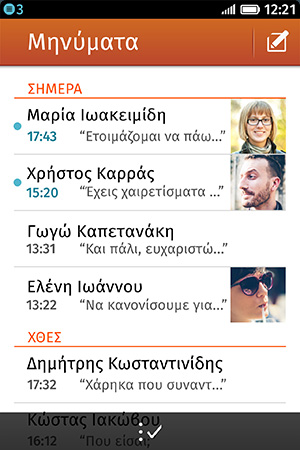 3 12:21
Μηνύματα
ΣΗΜΕΡΑ
Μαρία Ιωακειμίδη
17:43 “Ετοιμάζομαι να πάω...”
Χρήστος Καρράς
15:20 “Έχεις χαιρετίσματα ...”
Γωγώ Καπετανάκη
13:31 “Και πάλι, ευχαριστώ...”
Ελένη Ιωάννου
13:22 “Να κανονίσουμε για...”
ΧΘΕΣ
Δημήτρης Κωσταντινίδης
17:32 “Χάρηκα που συναντ...”
Κώστας Ιακώβου
16:12 “Που είσαι;”